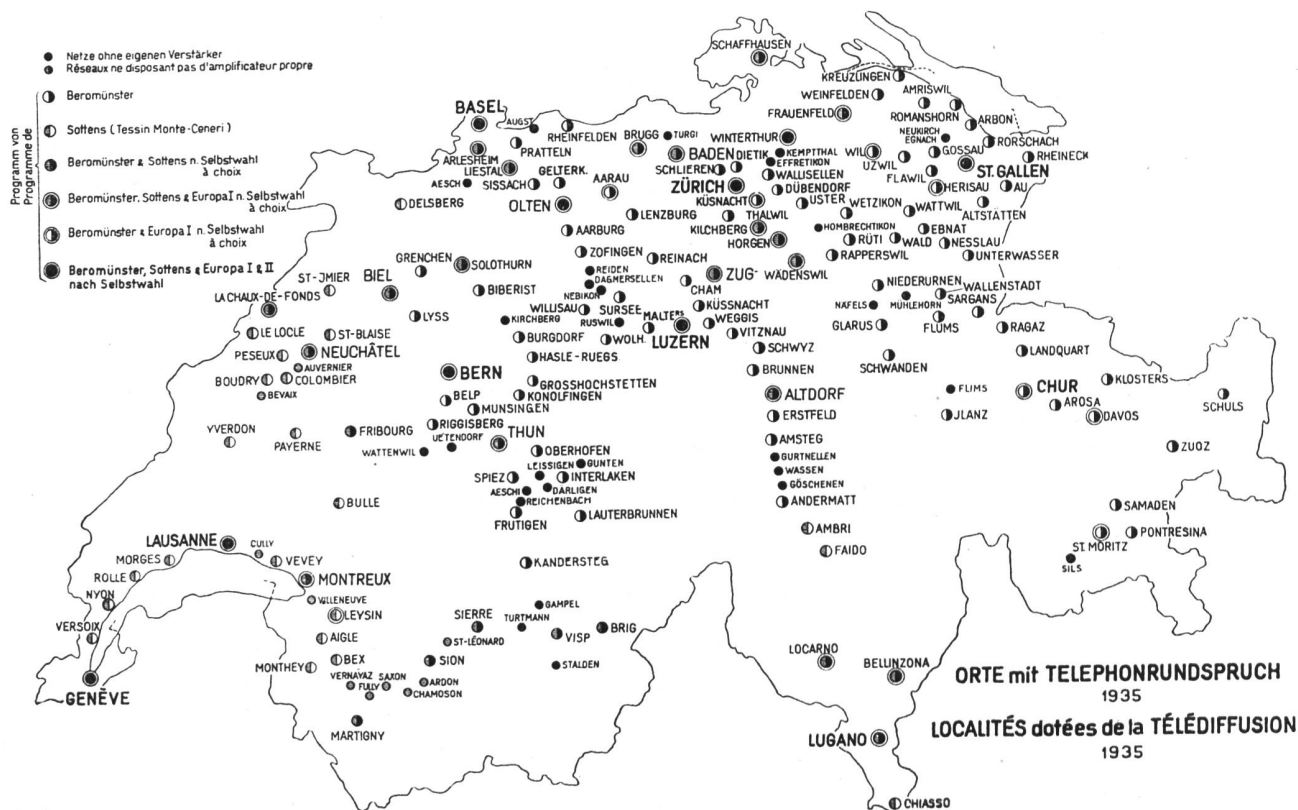 Netze ohne eigenen Verstärker
Réseaux ne disposant pas d'amplificateur propre
Programm von
Programme de
Beromünster
Sottens (Tessin Monte-Ceneri)
Beromünster & Sottens n. Selbstwahl
à choix
Beromünster, Sottens & Europa I n. Selbstwahl
à choix
Beromünster & Europa I n. Selbstwahl
à choix
Beromünster, Sottens & Europa I & II
nach Selbstwahl
SCHAFFHAUSEN
KREUZLINGEN
WEINFELDEN
AMRISWIL
FRAUENFELD
ROMANSHORN
ARBON
BASEL
AUGST
RHEINFELDEN
BRUGG
TURGI
WINTERTHUR
NEUKIRCH
EGNACH
RORSCHACH
ARLESHEIM
PRATTELN
BADEN
DIETIK
KEMPTTHAL
WIL
GOSSAU
RHEINECK
LIESTAL
GELTERK.
SCHLIEREN
EFFRETIKON
UZWIL
ST. GALLEN
AESCH
SISSACH
AARAU
WALLISELLEN
FLAWIL
ZÜRICH
DÜBENDORF
HERISAU
AU
DELSBERG
OLTEN
KÜSNACHT
USTER
WETZIKON
WATTWIL
LENZBURG
THALWIL
ALTSTÄTTEN
AARBURG
KILCHBERG
HOMBRECHTIKON
EBNAT
HORGEN
RÜTI
WALD
NESSLAU
ZOFINGEN
REINACH
RAPPERSWIL
UNTERWASSER
GRENCHEN
SOLOTHURN
REIDEN
ZUG
WÄDENSWIL
ST-JMIER
BIEL
DAGMERSELLEN
NIEDERURNEN
WALLENSTADT
BIBERIST
NEBIKON
CHAM
LA CHAUX-DE-FONDS
WILLISAU
SURSEE
KÜSSNACHT
NÄFELS
MÜHLEHORN
SARGANS
LYSS
KIRCHBERG
RUSWIL
MALTERS
WEGGIS
GLARUS
FLUMS
LE LOCLE
ST-BLAISE
BURGDORF
WOLH.
LUZERN
VITZNAU
RAGAZ
PESEUX
NEUCHÂTEL
HASLE-RUEGS
SCHWYZ
LANDQUART
AUVERNIER
SCHWANDEN
BOUDRY
COLOMBIER
BERN
GROSSHOCHSTETTEN
BRUNNEN
KLOSTERS
BEVAIX
BELP
KONOLFINGEN
ALTDORF
FLIMS
CHUR
SCHULS
MUNSINGEN
AROSA
ERSTFELD
JLANZ
DAVOS
YVERDON
PAYERNE
FRIBOURG
RIGGISBERG
UETENDORF
THUN
AMSTEG
ZUOZ
WATTENWIL
OBERHOFEN
GURTNELLEN
LEISSIGEN
GUNTEN
WASSEN
SPIEZ
INTERLAKEN
GÖSCHENEN
AESCHI
DÄRLIGEN
BULLE
REICHENBACH
ANDERMATT
SAMADEN
FRUTIGEN
LAUTERBRUNNEN
AMBRI
LAUSANNE
CULLY
PONTRESINA
MORGES
VEVEY
FAIDO
ST. MORITZ
ROLLE
KANDERSTEG
SILS
MONTREUX
NYON
VILLENEUVE
GAMPEL
LEYSIN
SIERRE
TURTMANN
VERSOIX
AIGLE
ST-LÉONARD
VISP
BRIG
LOCARNO
MONTHEY
BEX
SION
STALDEN
BELLINZONA
GENÈVE
VERNAYAZ
SAXON
ARDON
FULLY
CHAMOSON
MARTIGNY
LUGANO
CHIASSO
ORTE mit TELEPHONRUNDSPRUCH
1935
LOCALITÉS dotées de la TÉLÉDIFFUSION
1935